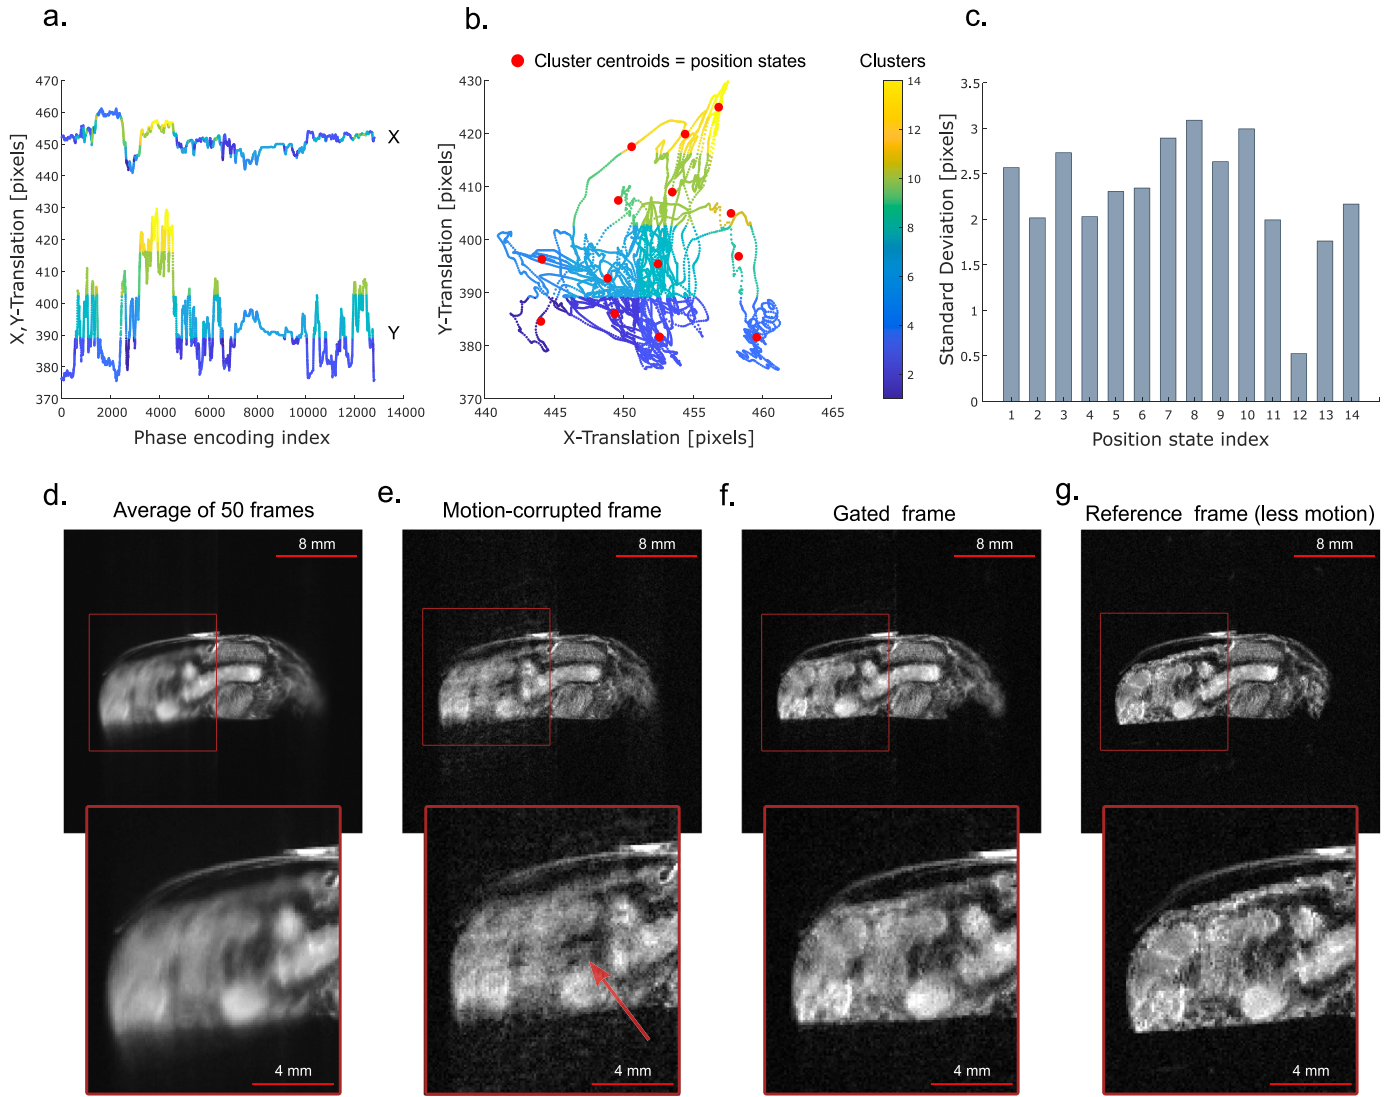 a.
X,Y-Translation [pixels]
470
460
450
440
430
420
410
400
390
380
370
X
Y
0 2000 4000 6000 8000 10000 12000 14000
Phase encoding index
b.
Cluster centroids = position states
Y-Translation [pixels]
430
420
410
400
390
380
370
440 445 450 455 460 465
X-Translation [pixels]
Clusters
14
12
10
8
6
4
2
c.
Standard Deviation [pixels]
3.5
3
2.5
2
1.5
1
0.5
0
1 2 3 4 5 6 7 8 9 10 11 12 13 14
Position state index
d.
Average of 50 frames
8 mm
4 mm
e.
Motion-corrupted frame
8 mm
4 mm
f.
Gated frame
8 mm
4 mm
g.
Reference frame (less motion)
8 mm
4 mm